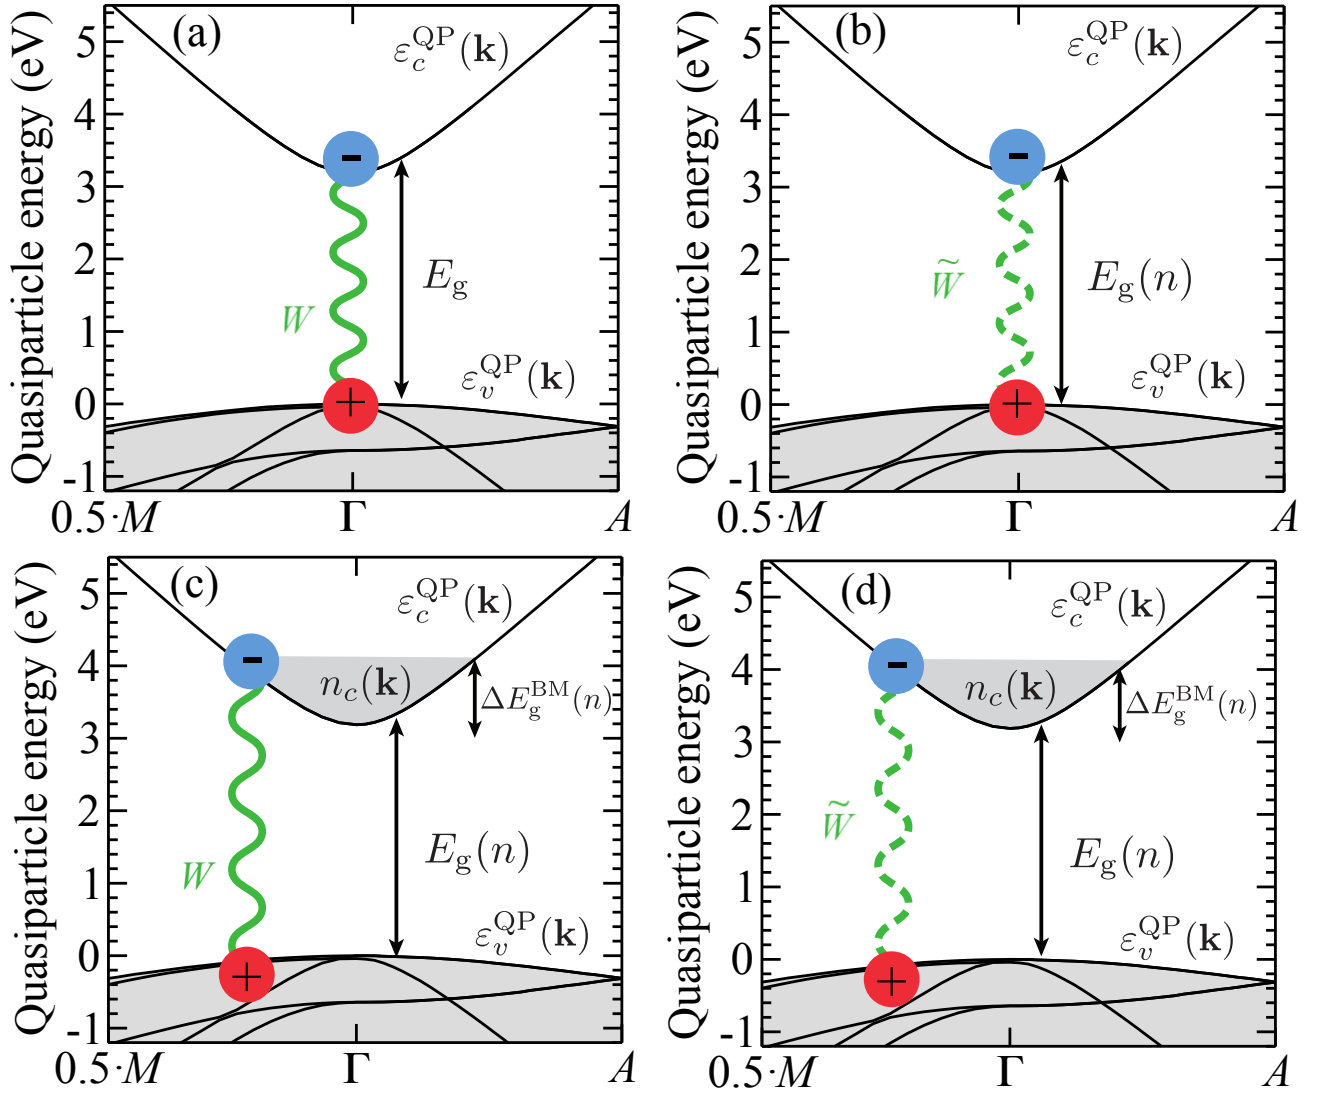 (a)
Quasiparticle energy (eV)
5
4
3
2
1
0
-1
ε_c^QP(k)
-
W
E_g
ε_v^QP(k)
+
0.5·M Γ A
(b)
Quasiparticle energy (eV)
5
4
3
2
1
0
-1
ε_c^QP(k)
-
W̃
E_g(n)
ε_v^QP(k)
+
0.5·M Γ A
(c)
Quasiparticle energy (eV)
5
4
3
2
1
0
-1
ε_c^QP(k)
-
n_c(k)
ΔE_g^BM(n)
W
E_g(n)
ε_v^QP(k)
+
0.5·M Γ A
(d)
Quasiparticle energy (eV)
5
4
3
2
1
0
-1
ε_c^QP(k)
-
n_c(k)
ΔE_g^BM(n)
W̃
E_g(n)
ε_v^QP(k)
+
0.5·M Γ A